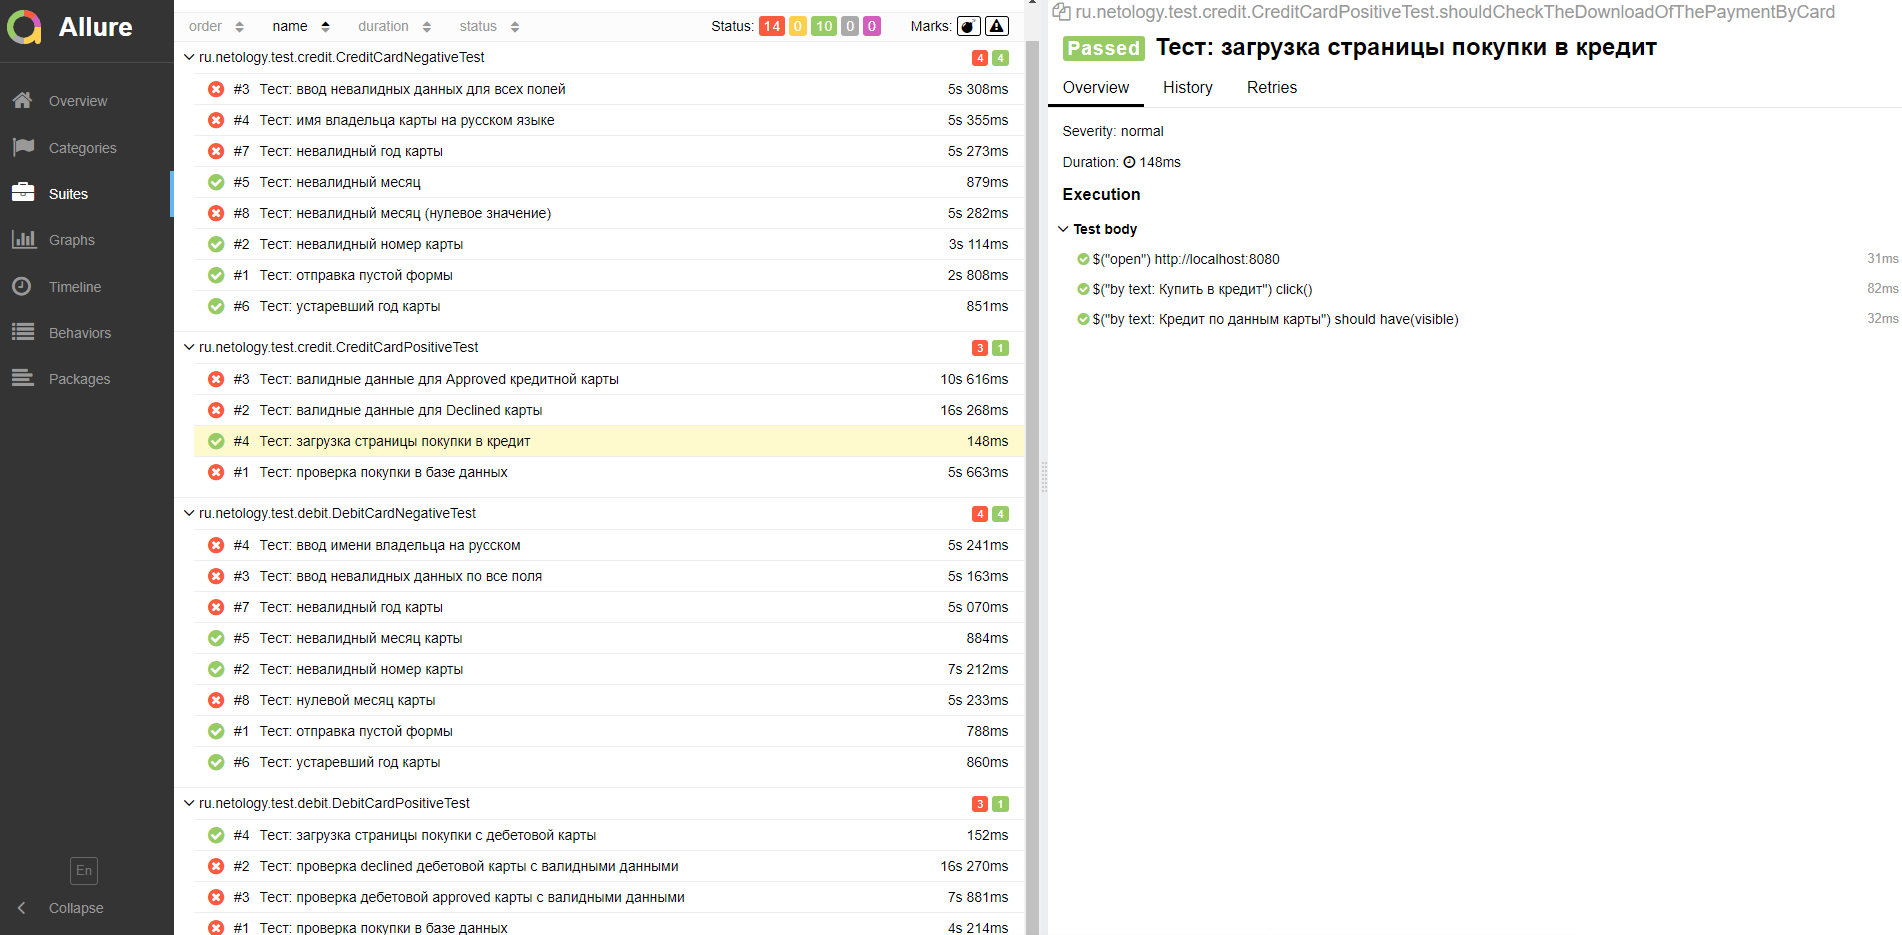 Allure
Overview
Categories
Suites
Graphs
Timeline
Behaviors
Packages
En
Collapse
order name duration status Status: 14 0 10 0 0 Marks:
ru.netology.test.credit.CreditCardNegativeTest 4 4
#3 Тест: ввод невалидных данных для всех полей 5s 308ms
#4 Тест: имя владельца карты на русском языке 5s 355ms
#7 Тест: невалидный год карты 5s 273ms
#5 Тест: невалидный месяц 879ms
#8 Тест: невалидный месяц (нулевое значение) 5s 282ms
#2 Тест: невалидный номер карты 3s 114ms
#1 Тест: отправка пустой формы 2s 808ms
#6 Тест: устаревший год карты 851ms
ru.netology.test.credit.CreditCardPositiveTest 3 1
#3 Тест: валидные данные для Approved кредитной карты 10s 616ms
#2 Тест: валидные данные для Declined карты 16s 268ms
#4 Тест: загрузка страницы покупки в кредит 148ms
#1 Тест: проверка покупки в базе данных 5s 663ms
ru.netology.test.debit.DebitCardNegativeTest 4 4
#4 Тест: ввод имени владельца на русском 5s 241ms
#3 Тест: ввод невалидных данных по все поля 5s 163ms
#7 Тест: невалидный год карты 5s 070ms
#5 Тест: невалидный месяц карты 884ms
#2 Тест: невалидный номер карты 7s 212ms
#8 Тест: нулевой месяц карты 5s 233ms
#1 Тест: отправка пустой формы 788ms
#6 Тест: устаревший год карты 860ms
ru.netology.test.debit.DebitCardPositiveTest 3 1
#4 Тест: загрузка страницы покупки с дебетовой карты 152ms
#2 Тест: проверка declined дебетовой карты с валидными данными 16s 270ms
#3 Тест: проверка дебетовой approved карты с валидными данными 7s 881ms
#1 Тест: проверка покупки в базе данных 4s 214ms
ru.netology.test.credit.CreditCardPositiveTest.shouldCheckTheDownloadOfThePaymentByCard
Passed Тест: загрузка страницы покупки в кредит
Overview History Retries
Severity: normal
Duration: 148ms
Execution
Test body
$("open") http://localhost:8080 31ms
$("by text: Купить в кредит") click() 82ms
$("by text: Кредит по данным карты") should have(visible) 32ms